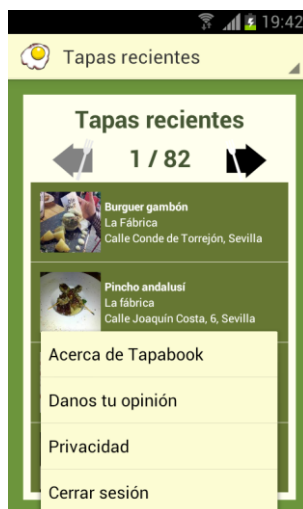 19:42
Tapas recientes
Tapas recientes
1 / 82
Burguer gambón
La Fábrica
Calle Conde de Torrejón, Sevilla
Pincho andalusí
La fábrica
Calle Joaquín Costa, 6, Sevilla
Acerca de Tapabook
Danos tu opinión
Privacidad
Cerrar sesión